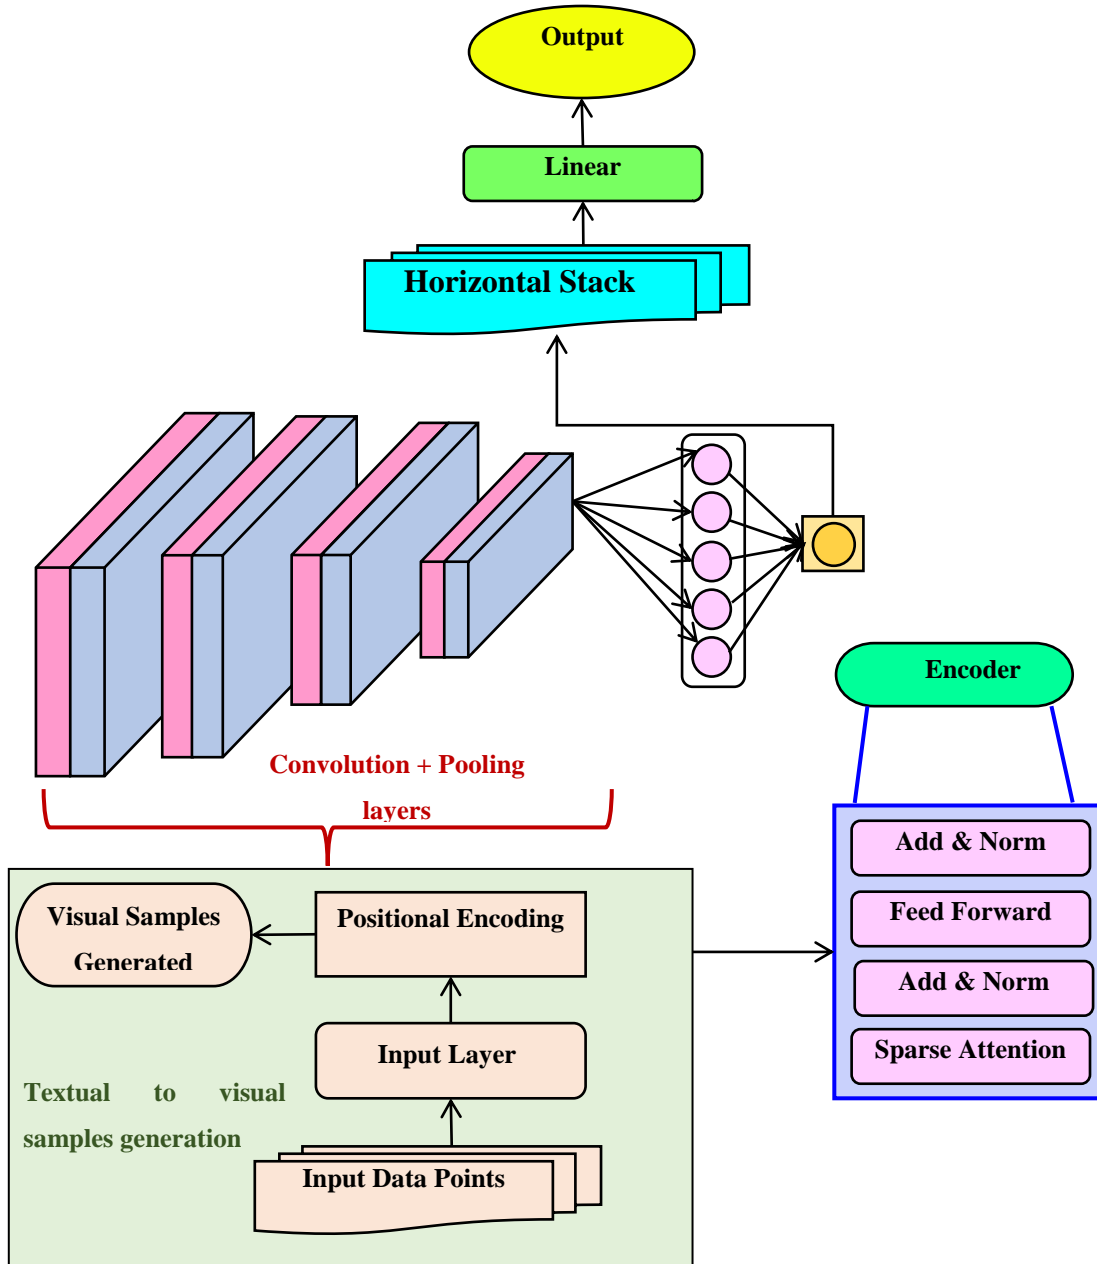 Output
Linear
Horizontal Stack
Encoder
Convolution + Pooling
layers
Add & Norm
Feed Forward
Add & Norm
Sparse Attention
Visual Samples
Generated
Positional Encoding
Input Layer
Textual to visual
samples generation
Input Data Points